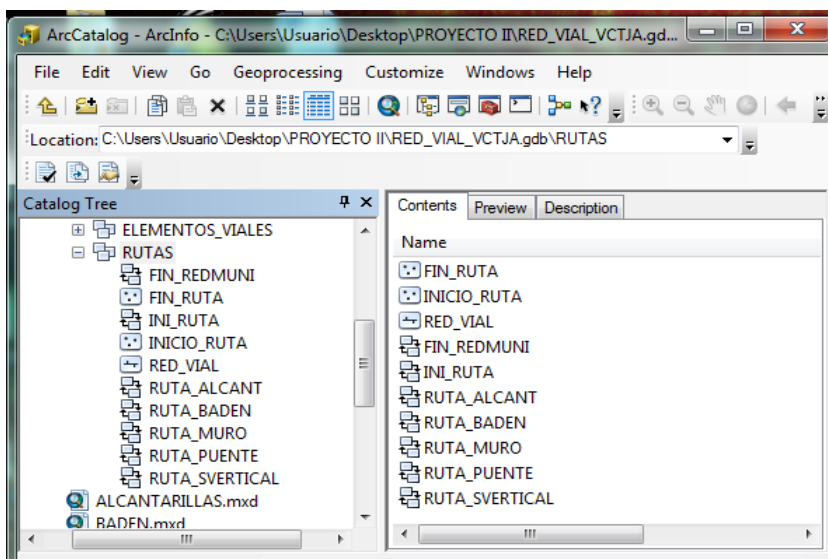 ArcCatalog - ArcInfo - C:\Users\Usuario\Desktop\PROYECTO II\RED_VIAL_VCTJA.gd...
File Edit View Go Geoprocessing Customize Windows Help
Location: C:\Users\Usuario\Desktop\PROYECTO II\RED_VIAL_VCTJA.gdb\RUTAS
Catalog Tree
ELEMENTOS_VIALES
RUTAS
FIN_REDMUNI
FIN_RUTA
INI_RUTA
INICIO_RUTA
RED_VIAL
RUTA_ALCANT
RUTA_BADEN
RUTA_MURO
RUTA_PUENTE
RUTA_SVERTICAL
ALCANTARILLAS.mxd
BADEN.mxd
Contents Preview Description
Name
FIN_RUTA
INICIO_RUTA
RED_VIAL
FIN_REDMUNI
INI_RUTA
RUTA_ALCANT
RUTA_BADEN
RUTA_MURO
RUTA_PUENTE
RUTA_SVERTICAL